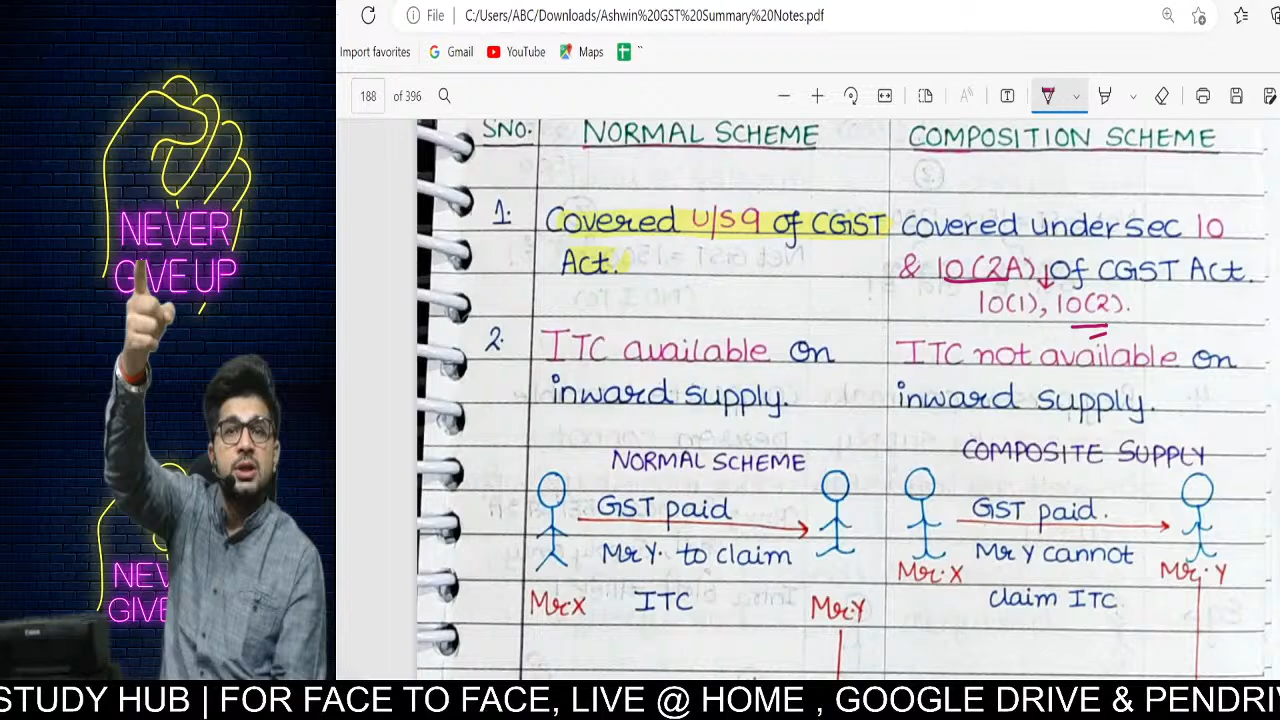 File C:/Users/ABC/Downloads/Ashwin%20GST%20Summary%20Notes.pdf
Import favorites Gmail YouTube Maps
188 of 396
SNO. NORMAL SCHEME COMPOSITION SCHEME
1. Covered U/S 9 of CGST Act.
covered under sec 10 & 10(2A), of CGST Act.
10(1), 10(2).
2. ITC available on inward supply.
ITC not available on inward supply.
NORMAL SCHEME
GST paid
Mr Y. to claim
Mr X ITC Mr Y
COMPOSITE SUPPLY
GST paid.
Mr Y cannot
Mr. X Mr. Y
claim ITC
NEVER
GIVE UP
NEV
GIVE
STUDY HUB | FOR FACE TO FACE, LIVE @ HOME , GOOGLE DRIVE & PENDRI